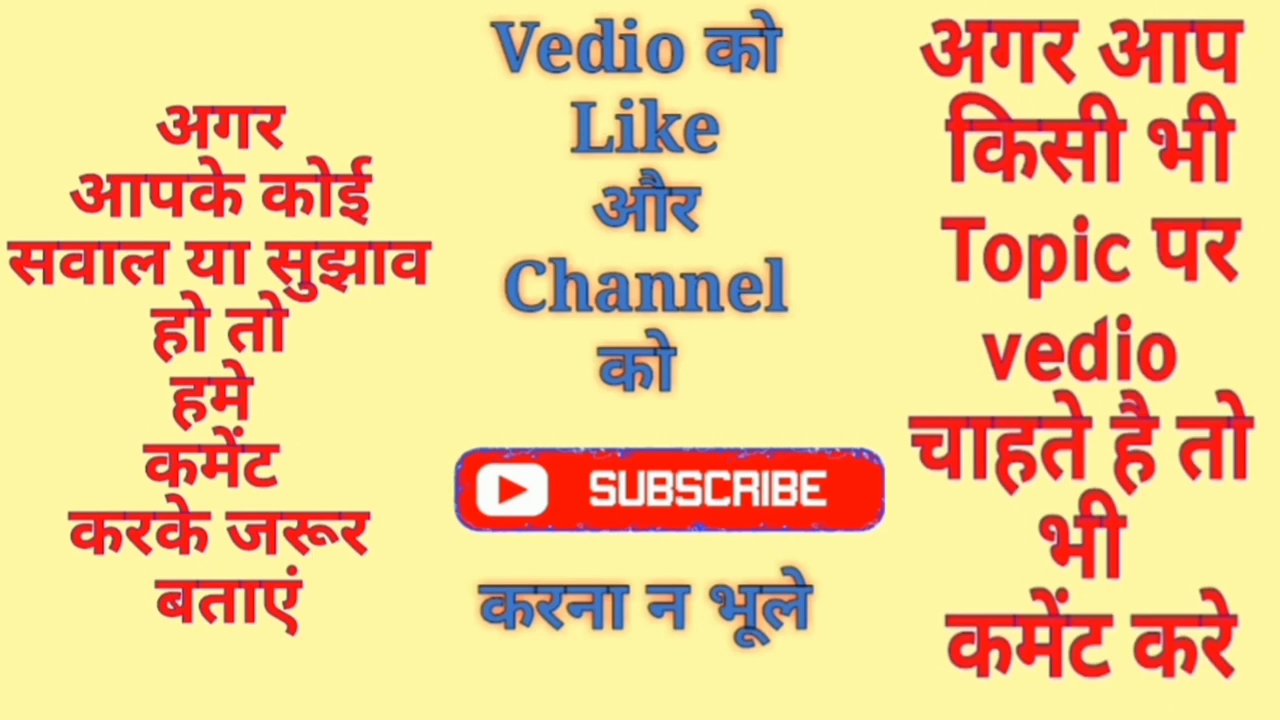 अगर
आपके कोई
सवाल या सुझाव
हो तो
हमे
कमेंट
करके जरूर
बताएं
Vedio को
Like
और
Channel
को
SUBSCRIBE
करना न भूले
अगर आप
किसी भी
Topic पर
vedio
चाहते है तो
भी
कमेंट करे